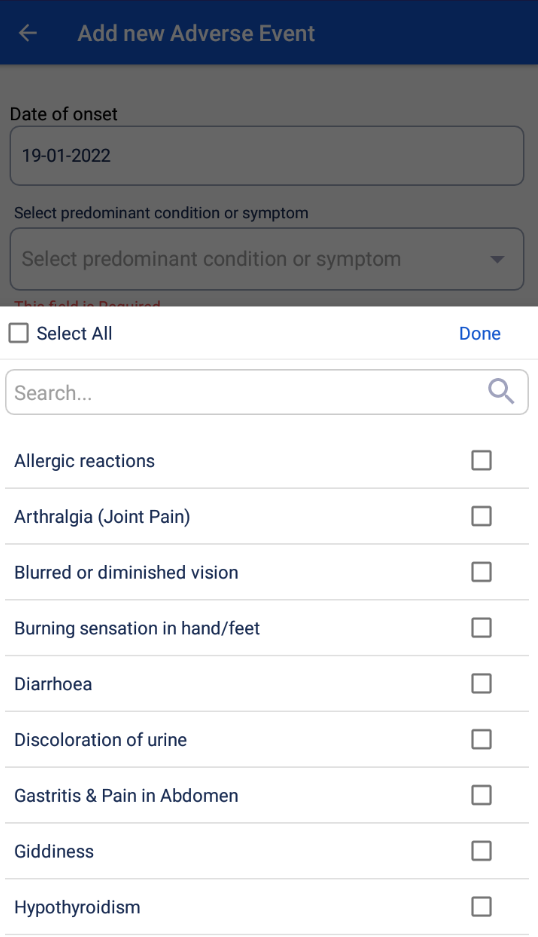 Add new Adverse Event
Date of onset
19-01-2022
Select predominant condition or symptom
Select predominant condition or symptom
This field is Required
Select All
Done
Search...
Allergic reactions
Arthralgia (Joint Pain)
Blurred or diminished vision
Burning sensation in hand/feet
Diarrhoea
Discoloration of urine
Gastritis & Pain in Abdomen
Giddiness
Hypothyroidism